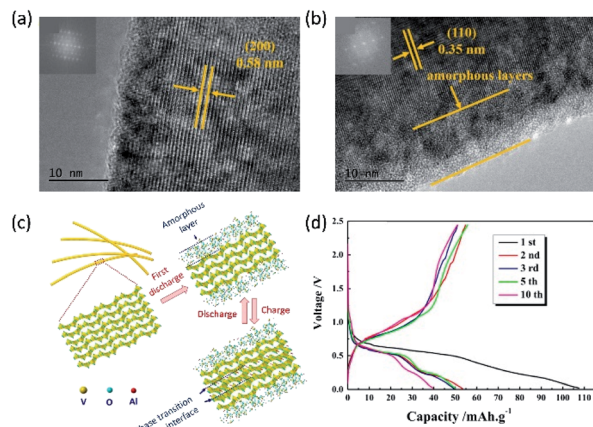 (a)
(200)
0.58 nm
10 nm
(b)
(110)
0.35 nm
amorphous layers
10 nm
(c)
Amorphous
layer
First
discharge
Discharge
Charge
V
O
Al
transition
interface
(d)
Voltage /V
2.5
2.0
1.5
1.0
0.5
0.0
1 st
2 nd
3 rd
5 th
10 th
0 10 20 30 40 50 60 70 80 90 100 110
Capacity /mAh.g-1